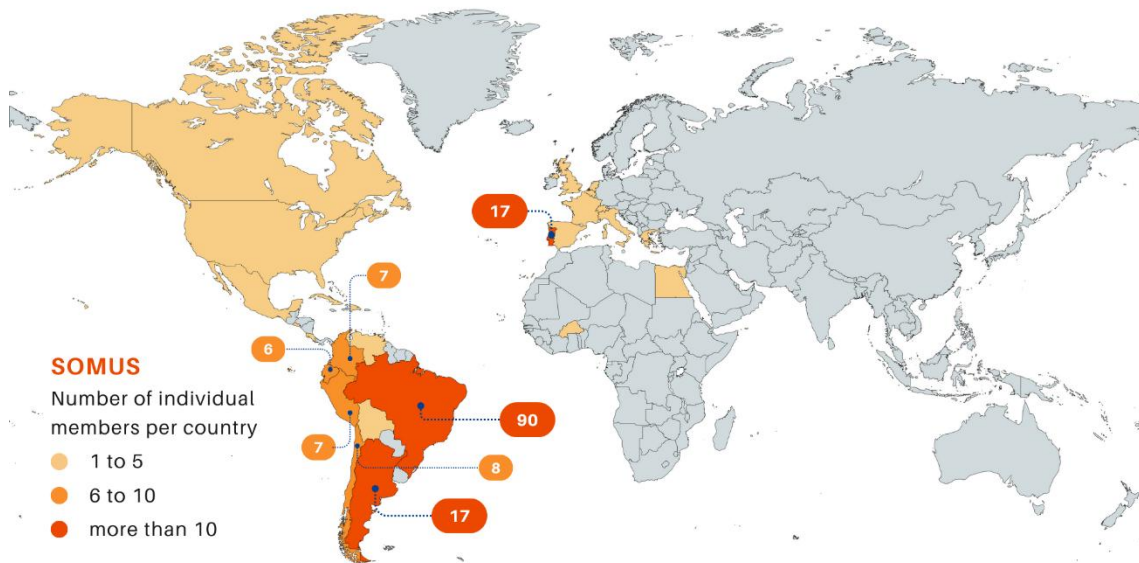 17
7
6
SOMUS
Number of individual
members per country
90
7
1 to 5
8
6 to 10
17
more than 10